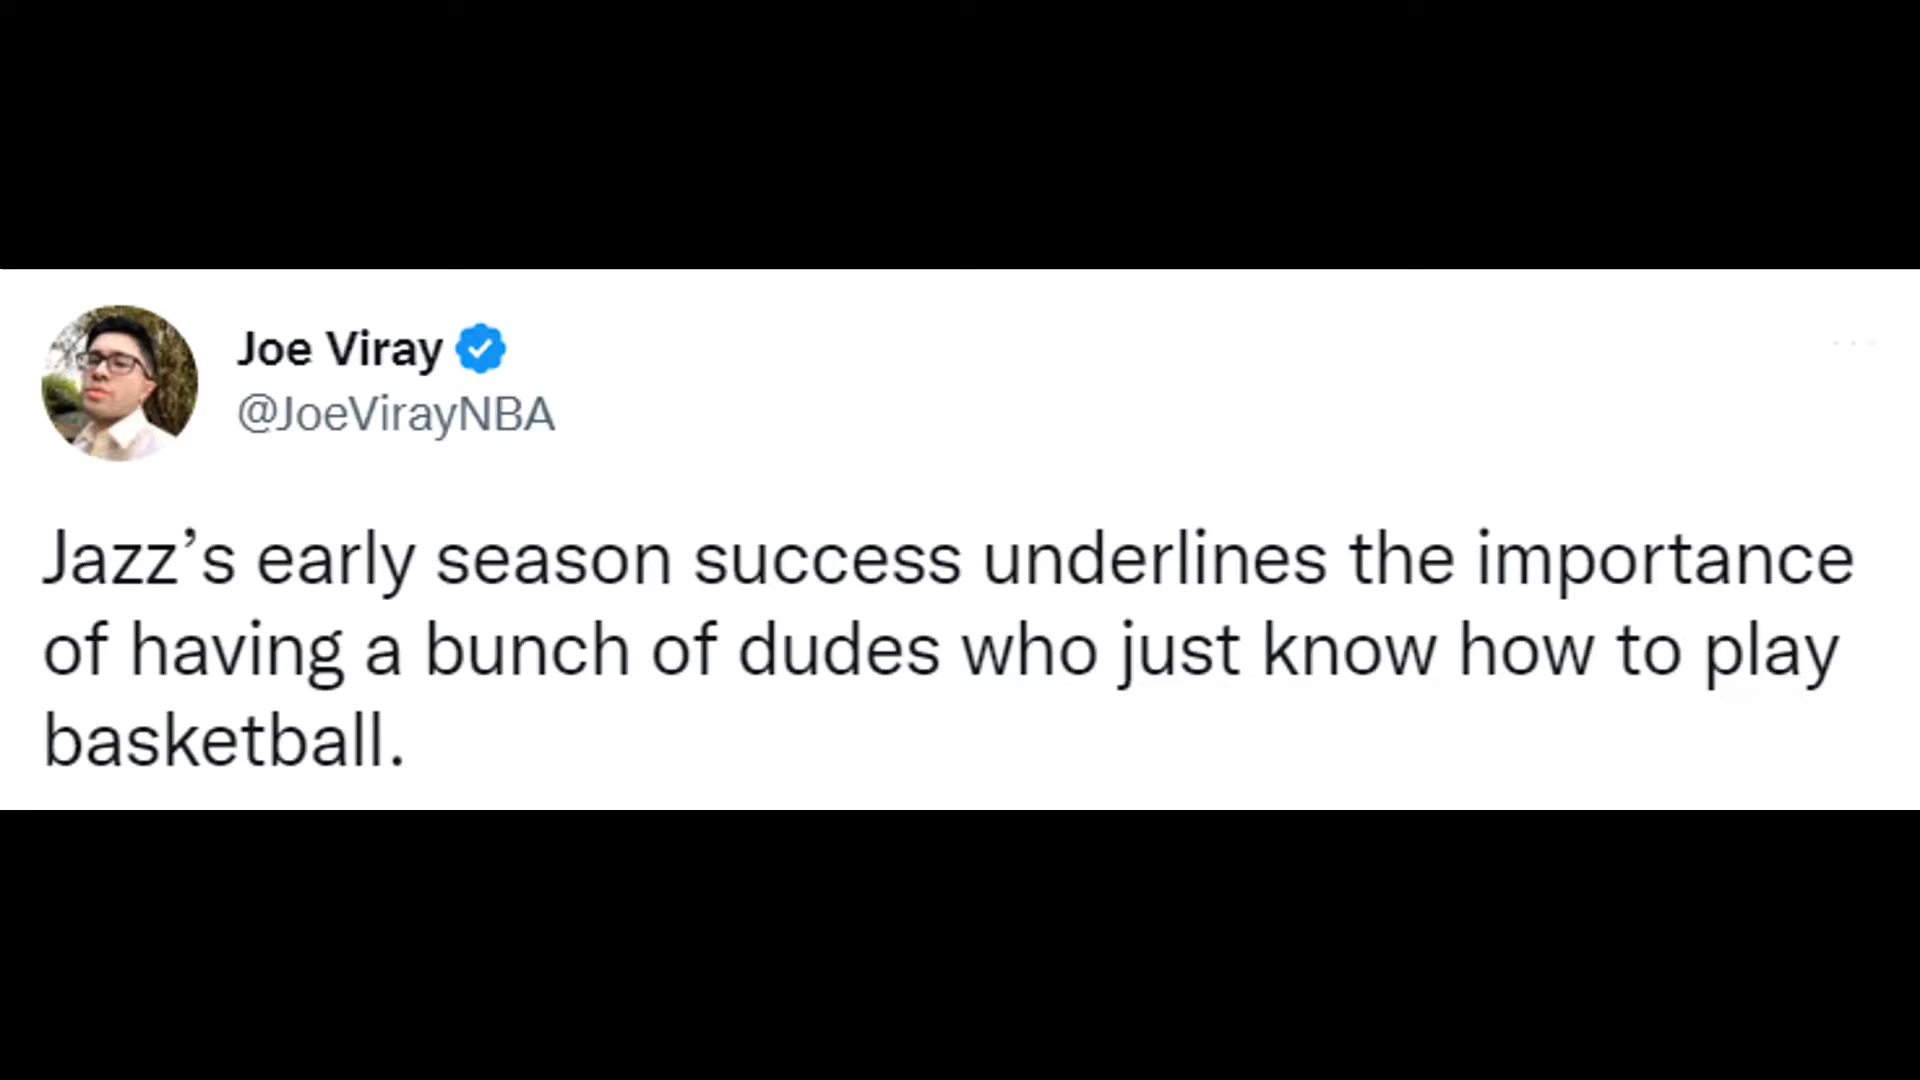 Joe Viray
@JoeVirayNBA
Jazz’s early season success underlines the importance
of having a bunch of dudes who just know how to play
basketball.